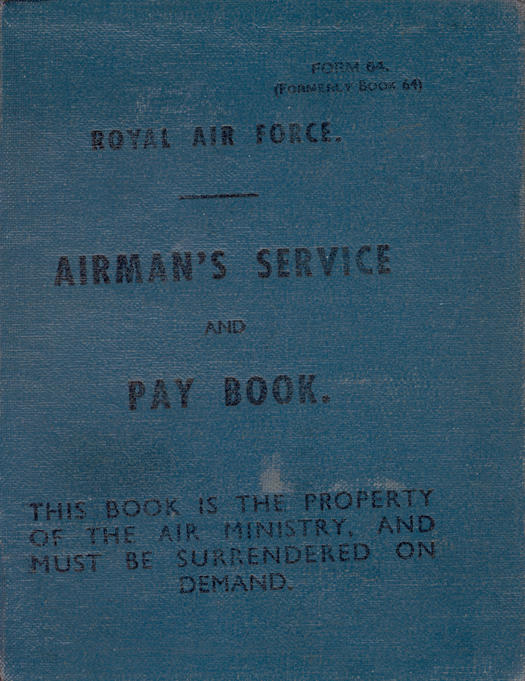 FORM 64.
(FORMERLY BOOK 64)
ROYAL AIR FORCE.
AIRMAN'S SERVICE
AND
PAY BOOK.
THIS BOOK IS THE PROPERTY
OF THE AIR MINISTRY, AND
MUST BE SURRENDERED ON
DEMAND.